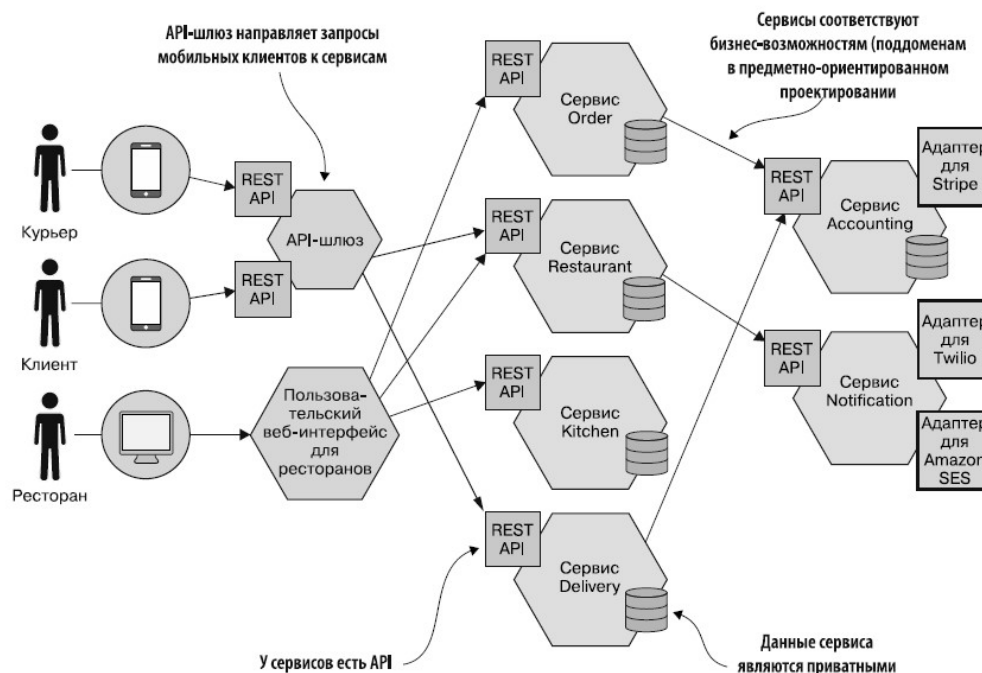 API-шлюз направляет запросы
мобильных клиентов к сервисам
Сервисы соответствуют
бизнес-возможностям (поддоменам
в предметно-ориентированном
проектировании
Курьер
REST
API
API-шлюз
REST
API
Клиент
Ресторан
Пользова-
тельский
веб-интерфейс
для
ресторанов
REST
API
Сервис
Order
REST
API
Сервис
Restaurant
REST
API
Сервис
Kitchen
REST
API
Сервис
Delivery
REST
API
Сервис
Accounting
Адаптер
для
Stripe
REST
API
Сервис
Notification
Адаптер
для
Twilio
Адаптер
для
Amazon
SES
У сервисов есть API
Данные сервиса
являются приватными